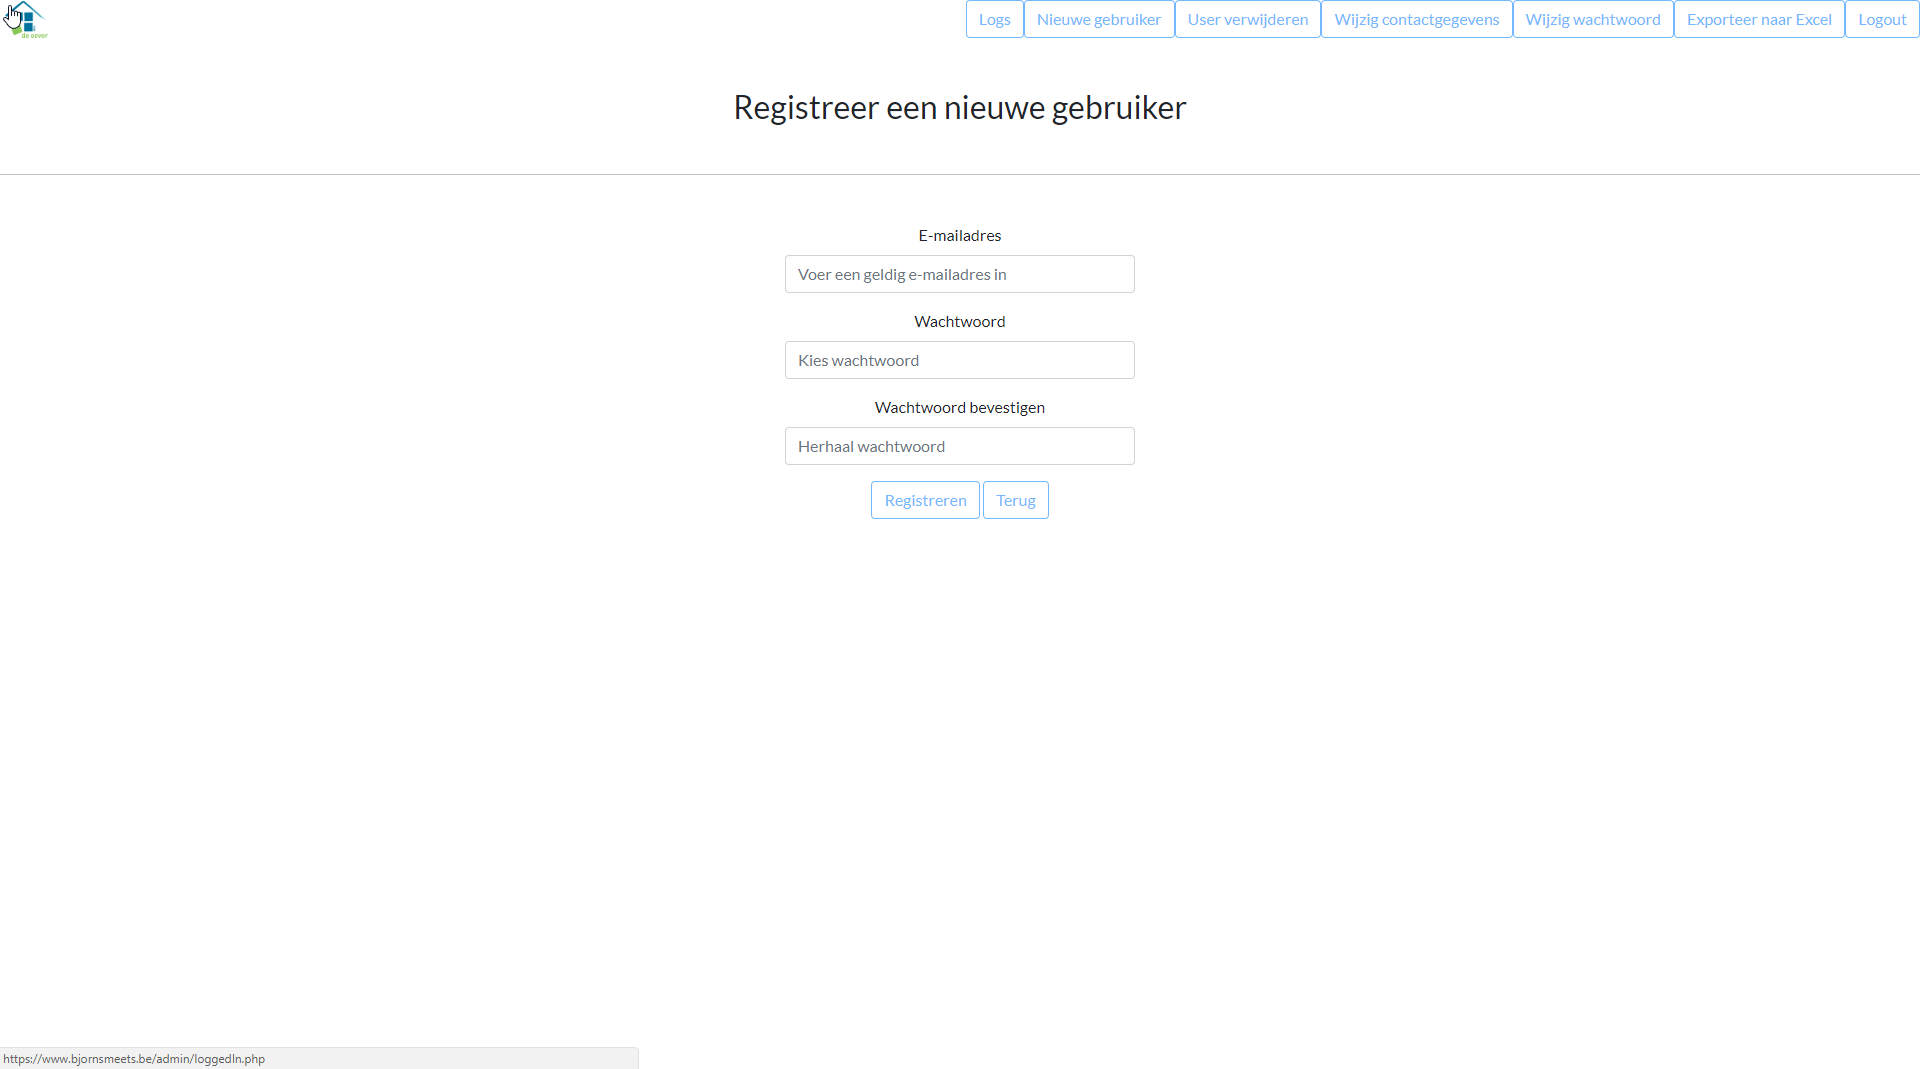 de oever
Logs Nieuwe gebruiker User verwijderen Wijzig contactgegevens Wijzig wachtwoord Exporteer naar Excel Logout
Registreer een nieuwe gebruiker
E-mailadres
Voer een geldig e-mailadres in
Wachtwoord
Kies wachtwoord
Wachtwoord bevestigen
Herhaal wachtwoord
Registreren Terug
https://www.bjornsmeets.be/admin/loggedIn.php